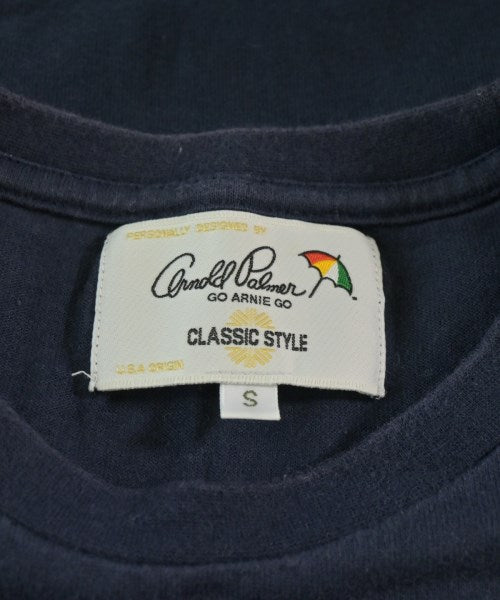 PERSONALLY DESIGNED BY
Arnold Palmer
GO ARNIE GO
CLASSIC STYLE
U.S.A ORIGIN
S